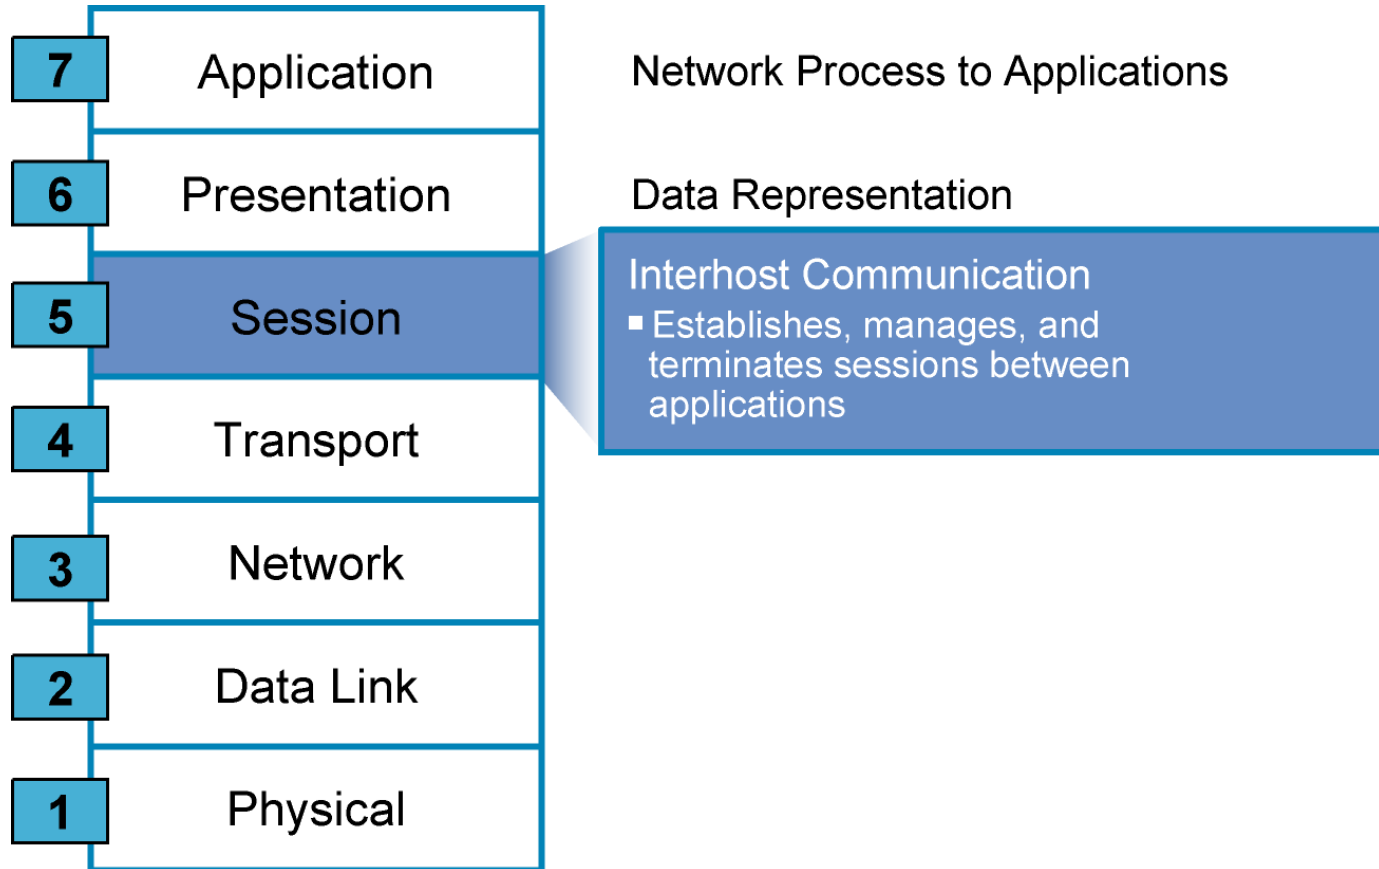 7 Application Network Process to Applications
6 Presentation Data Representation
5 Session Interhost Communication
▪ Establishes, manages, and
terminates sessions between
applications
4 Transport
3 Network
2 Data Link
1 Physical